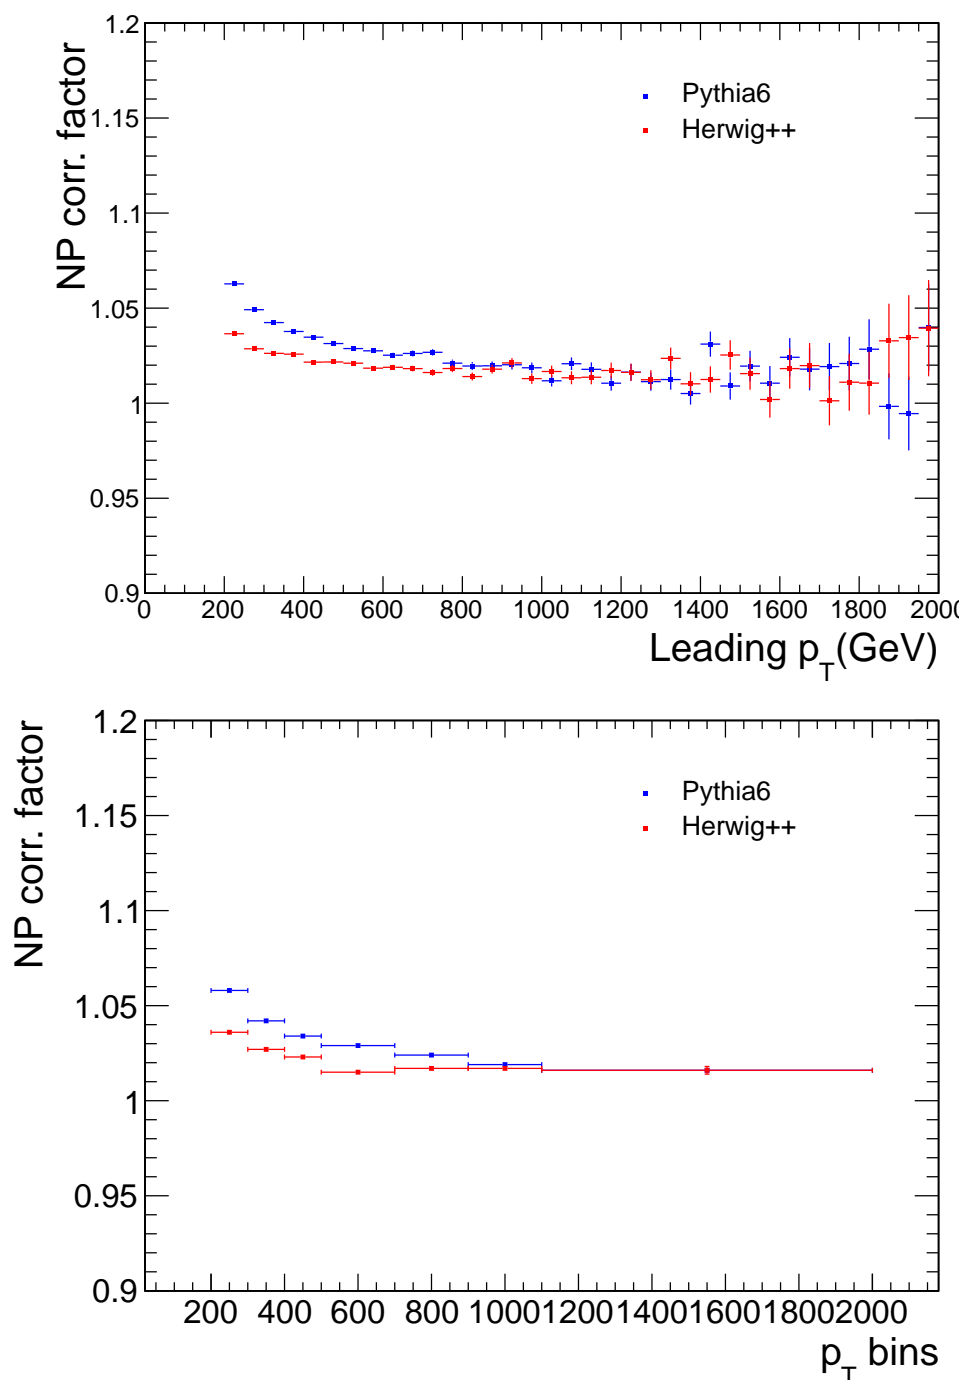 1.2
1.15
1.1
1.05
1
0.95
0.9
NP corr. factor
Pythia6
Herwig++
0 200 400 600 800 1000 1200 1400 1600 1800 2000
Leading p_T(GeV)
1.2
1.15
1.1
1.05
1
0.95
0.9
NP corr. factor
Pythia6
Herwig++
200 400 600 800 1000 1200 1400 1600 1800 2000
p_T bins